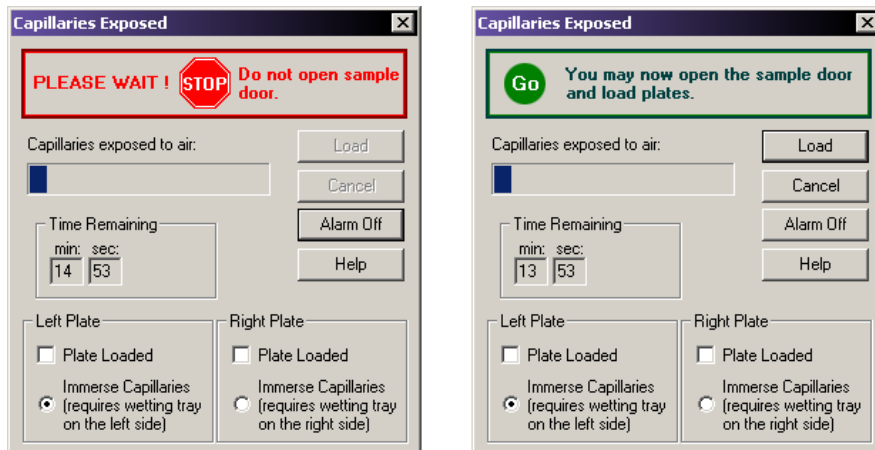 Capillaries Exposed
PLEASE WAIT !
STOP
Do not open sample
door.
Capillaries exposed to air:
Load
Cancel
Time Remaining
Alarm Off
min: sec:
14 53
Help
Left Plate
Right Plate
Plate Loaded
Plate Loaded
Immerse Capillaries
(requires wetting tray
on the left side)
Immerse Capillaries
(requires wetting tray
on the right side)
Capillaries Exposed
Go
You may now open the sample door
and load plates.
Capillaries exposed to air:
Load
Cancel
Time Remaining
Alarm Off
min: sec:
13 53
Help
Left Plate
Right Plate
Plate Loaded
Plate Loaded
Immerse Capillaries
(requires wetting tray
on the left side)
Immerse Capillaries
(requires wetting tray
on the right side)